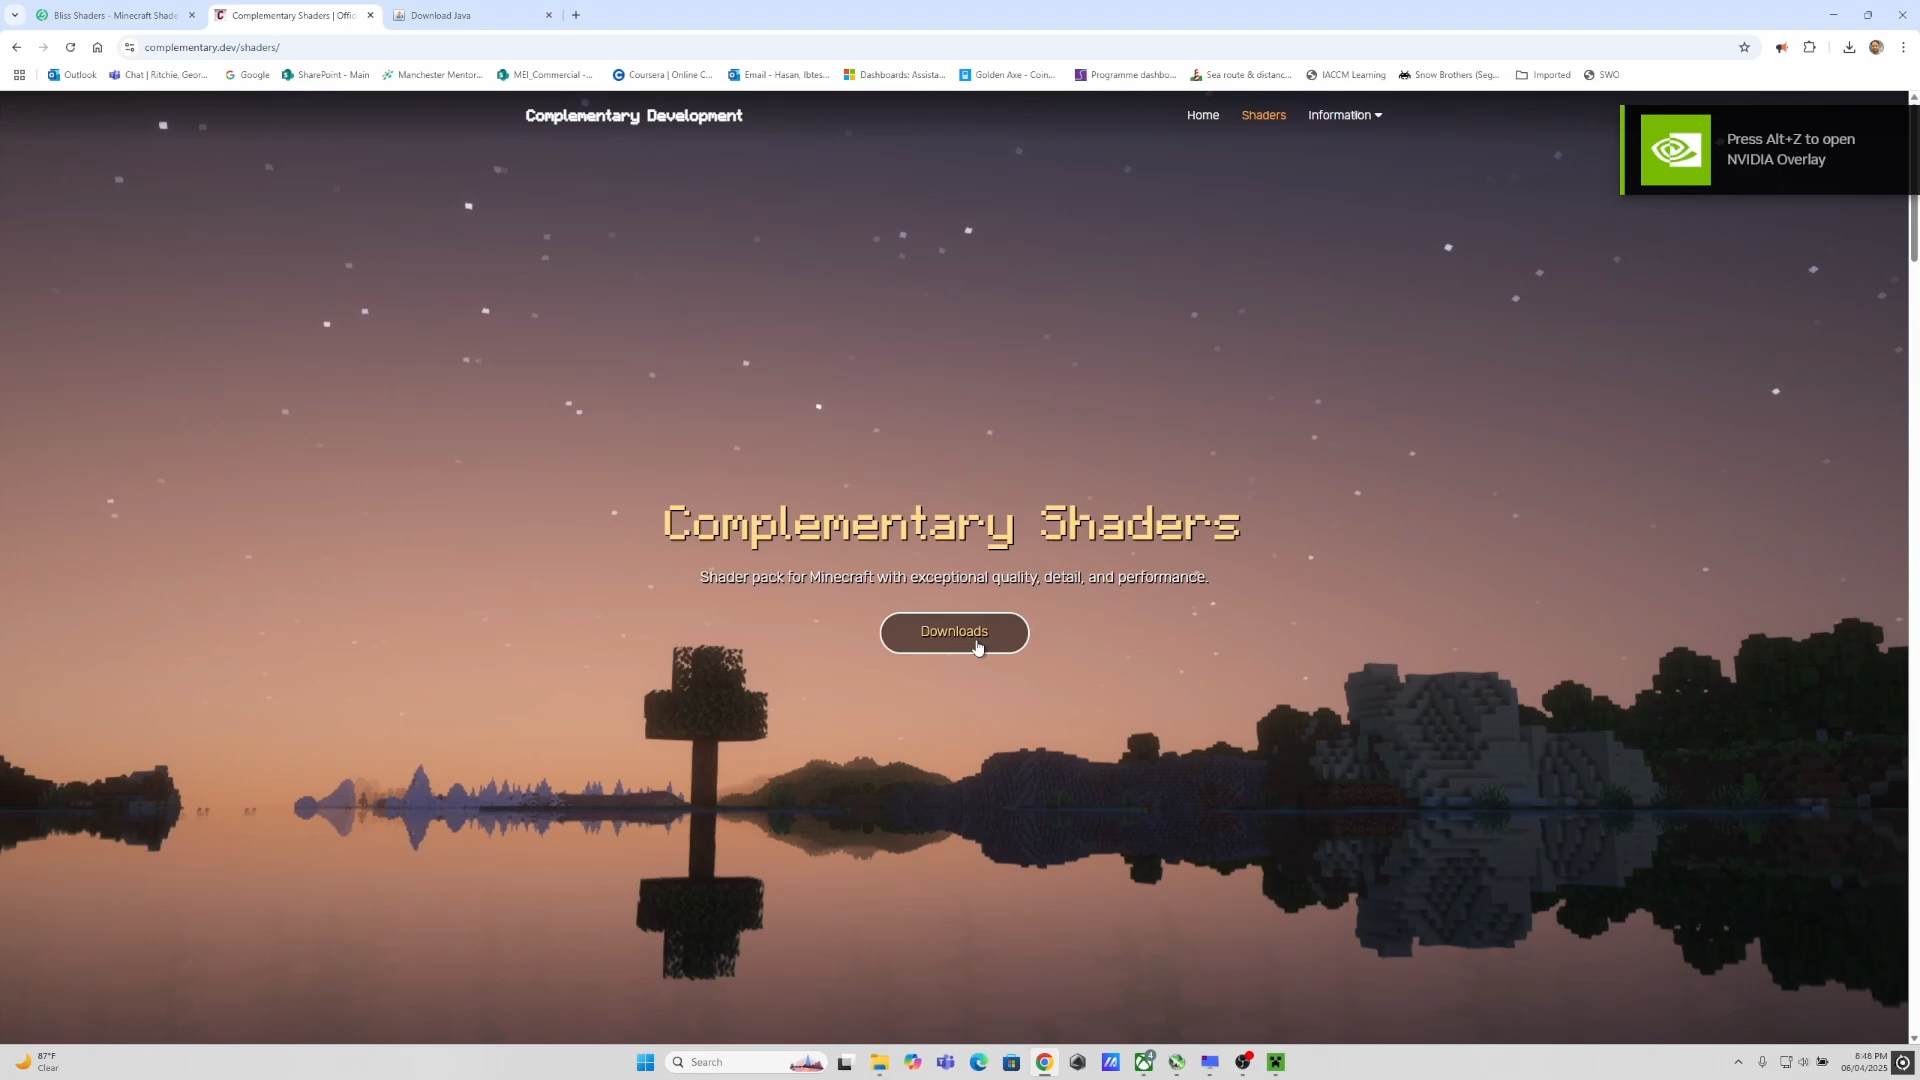 Bliss Shaders - Minecraft Shade
Complementary Shaders | Offic
Download Java
complementary.dev/shaders/
Outlook
Chat | Ritchie, Geor...
Google
SharePoint - Main
Manchester Mentor...
MEI_Commercial -...
Coursera | Online C...
Email - Hasan, Ibtes...
Dashboards: Assista...
Golden Axe - Coin...
Programme dashbo...
Sea route & distanc...
IACCM Learning
Snow Brothers (Seg...
Imported
SWO
Complementary Development
Home
Shaders
Information
Press Alt+Z to open
NVIDIA Overlay
Complementary Shaders
Shader pack for Minecraft with exceptional quality, detail, and performance.
Downloads
87°F
Clear
Search
4
8:48 PM
06/04/2025